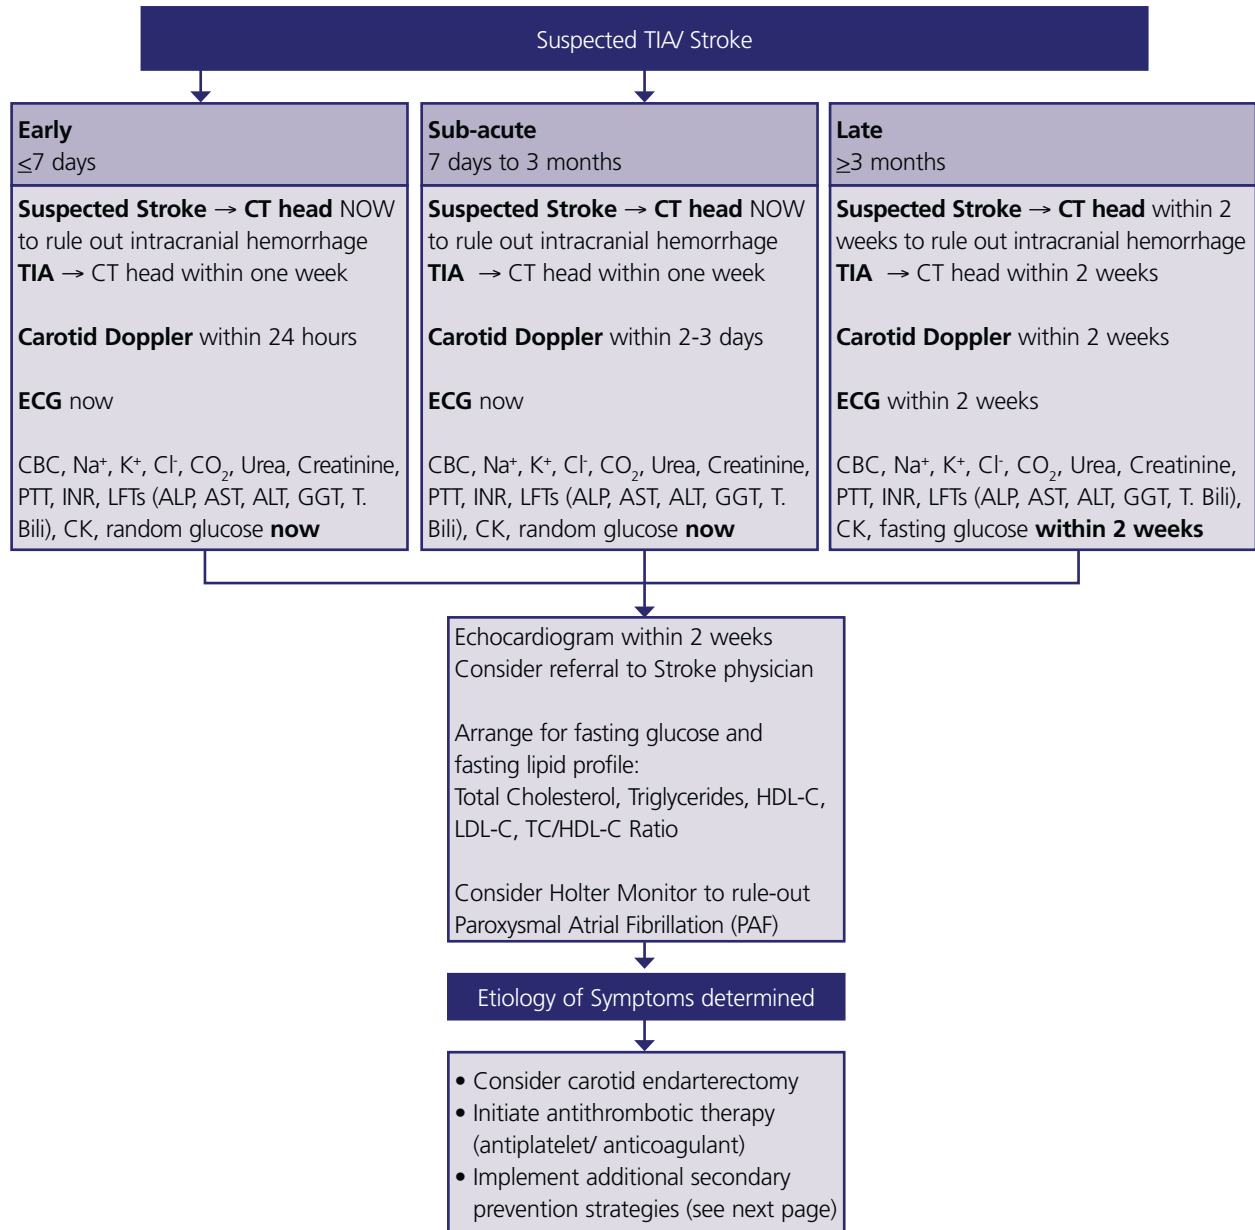 Suspected TIA/ Stroke
Early
≤7 days
Suspected Stroke → CT head NOW
to rule out intracranial hemorrhage
TIA → CT head within one week
Carotid Doppler within 24 hours
ECG now
CBC, Na⁺, K⁺, Cl⁻, CO₂, Urea, Creatinine,
PTT, INR, LFTs (ALP, AST, ALT, GGT, T.
Bili), CK, random glucose now
Sub-acute
7 days to 3 months
Suspected Stroke → CT head NOW
to rule out intracranial hemorrhage
TIA → CT head within one week
Carotid Doppler within 2-3 days
ECG now
CBC, Na⁺, K⁺, Cl⁻, CO₂, Urea, Creatinine,
PTT, INR, LFTs (ALP, AST, ALT, GGT, T.
Bili), CK, random glucose now
Late
≥3 months
Suspected Stroke → CT head within 2
weeks to rule out intracranial hemorrhage
TIA → CT head within 2 weeks
Carotid Doppler within 2 weeks
ECG within 2 weeks
CBC, Na⁺, K⁺, Cl⁻, CO₂, Urea, Creatinine,
PTT, INR, LFTs (ALP, AST, ALT, GGT, T. Bili),
CK, fasting glucose within 2 weeks
Echocardiogram within 2 weeks
Consider referral to Stroke physician
Arrange for fasting glucose and
fasting lipid profile:
Total Cholesterol, Triglycerides, HDL-C,
LDL-C, TC/HDL-C Ratio
Consider Holter Monitor to rule-out
Paroxysmal Atrial Fibrillation (PAF)
Etiology of Symptoms determined
• Consider carotid endarterectomy
• Initiate antithrombotic therapy
(antiplatelet/ anticoagulant)
• Implement additional secondary
prevention strategies (see next page)